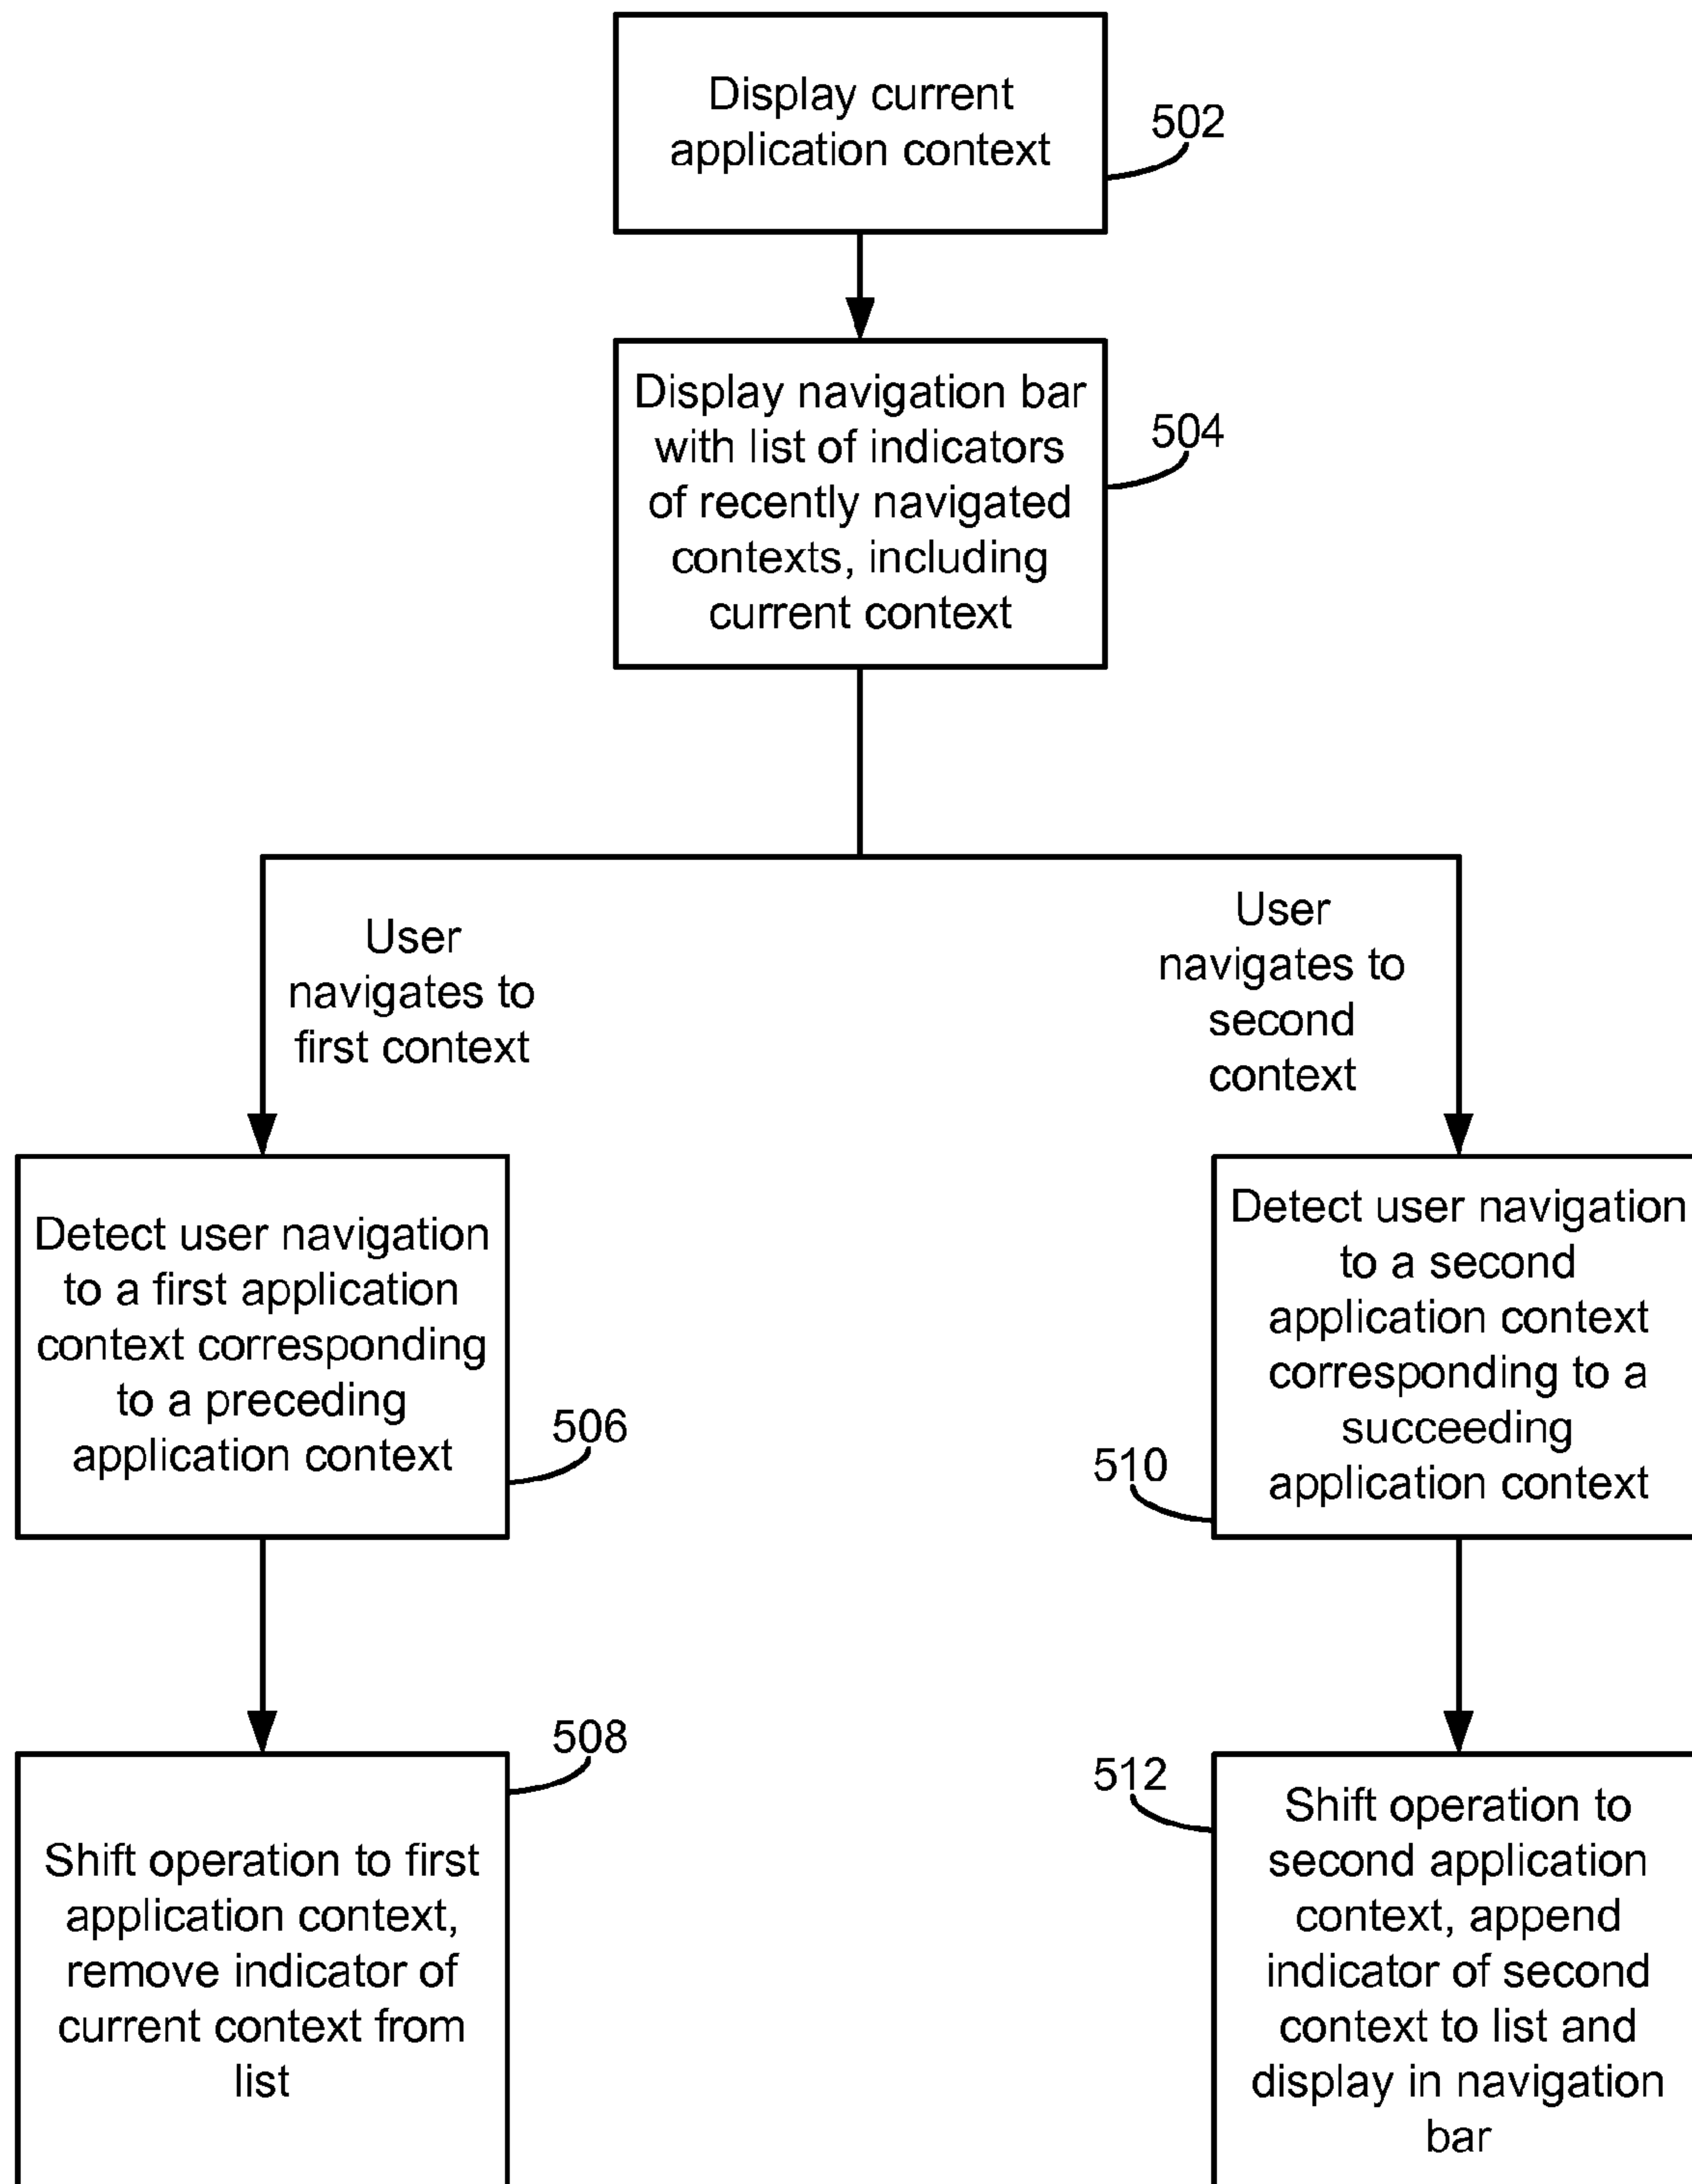 Display current
application context
502
Display navigation bar
with list of indicators
of recently navigated
contexts, including
current context
504
User
navigates to
first context
User
navigates to
second
context
Detect user navigation
to a first application
context corresponding
to a preceding
application context
506
Detect user navigation
to a second
application context
corresponding to a
succeeding
application context
510
Shift operation to first
application context,
remove indicator of
current context from
list
508
Shift operation to
second application
context, append
indicator of second
context to list and
display in navigation
bar
512